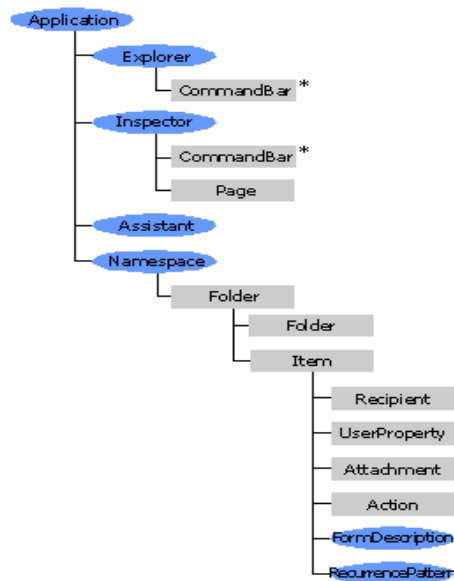 Application
Explorer
CommandBar *
Inspector
CommandBar *
Page
Assistant
Namespace
Folder
Folder
Item
Recipient
UserProperty
Attachment
Action
FormDescription
RecurrencePattern